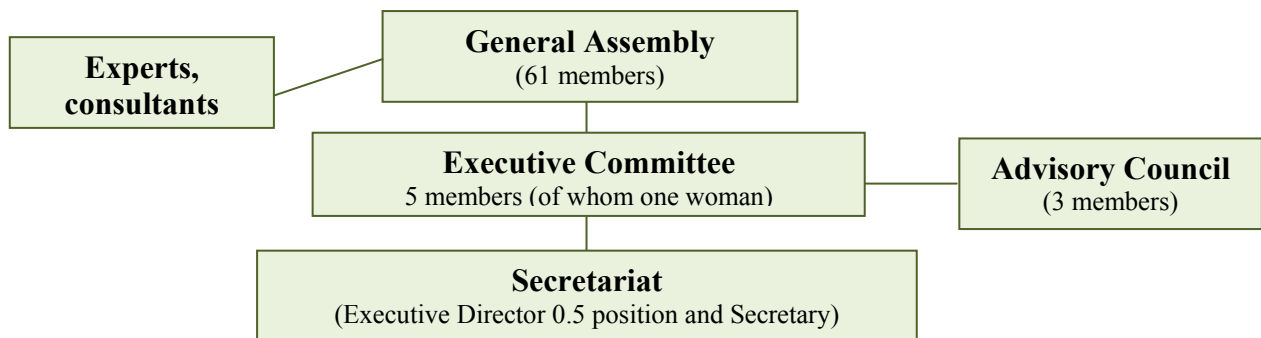 General Assembly
(61 members)
Experts,
consultants
Executive Committee
5 members (of whom one woman)
Advisory Council
(3 members)
Secretariat
(Executive Director 0.5 position and Secretary)